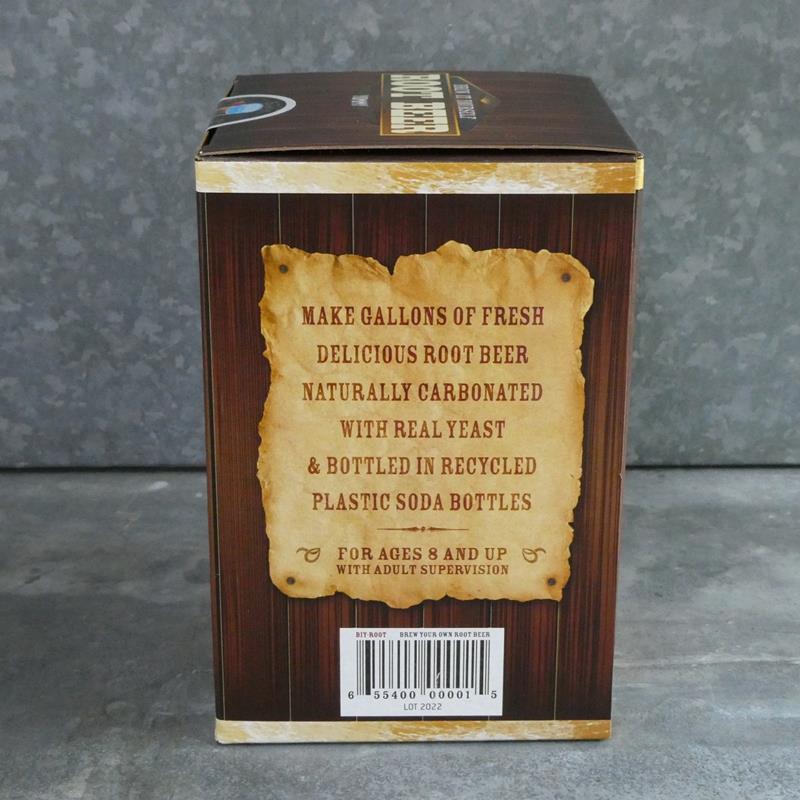 ROOT BEER
MAKE GALLONS OF FRESH
DELICIOUS ROOT BEER
NATURALLY CARBONATED
WITH REAL YEAST
& BOTTLED IN RECYCLED
PLASTIC SODA BOTTLES
FOR AGES 8 AND UP
WITH ADULT SUPERVISION
BIY-ROOT BREW YOUR OWN ROOT BEER
6 55400 00001 5
LOT 2022